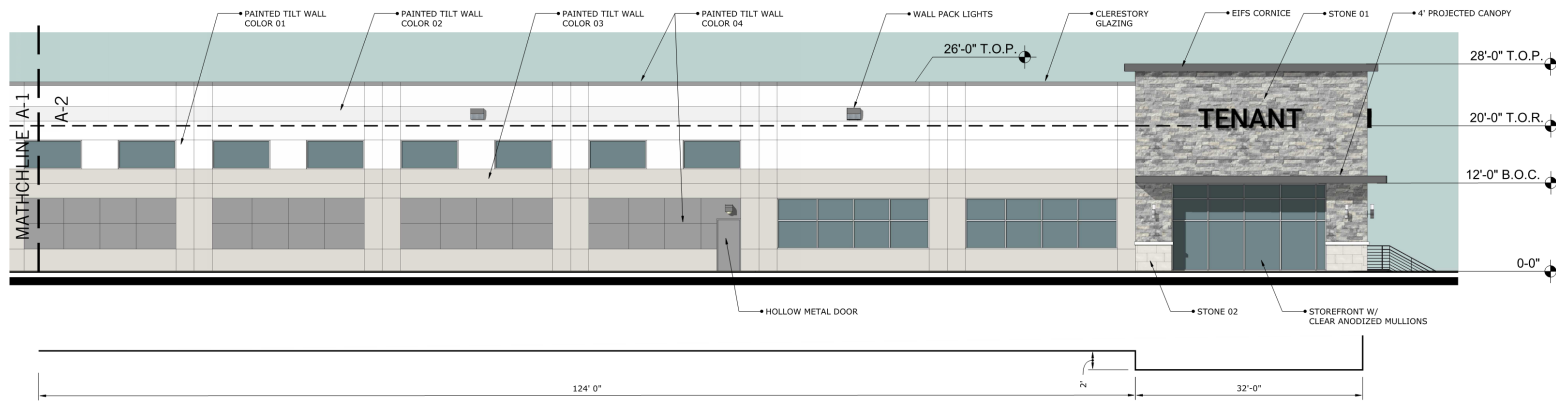 PAINTED TILT WALL
COLOR 01
PAINTED TILT WALL
COLOR 02
PAINTED TILT WALL
COLOR 03
PAINTED TILT WALL
COLOR 04
WALL PACK LIGHTS
CLERESTORY
GLAZING
EIFS CORNICE
STONE 01
4' PROJECTED CANOPY
26'-0" T.O.P.
28'-0" T.O.P.
MATHCHLINE A-1
A-2
TENANT
20'-0" T.O.R.
12'-0" B.O.C.
0-0"
HOLLOW METAL DOOR
STONE 02
STOREFRONT W/
CLEAR ANODIZED MULLIONS
2'
124' 0"
32'-0"